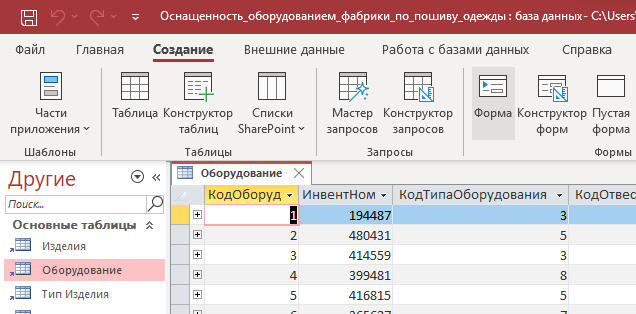 Оснащенность_оборудованием_фабрики_по_пошиву_одежды : база данных- C:\Users\
Файл Главная Создание Внешние данные Работа с базами данных Справка
Части приложения
Шаблоны
Таблица Конструктор таблиц Списки SharePoint
Таблицы
Мастер запросов Конструктор запросов
Запросы
Форма Конструктор форм Пустая форма
Формы
Другие
Поиск...
Основные таблицы
Изделия
Оборудование
Тип Изделия
Оборудование
КодОборуд ИнвентНом КодТипаОборудования КодОтвес
1 194487 3
2 480431 5
3 414559 3
4 399481 8
5 416815 5